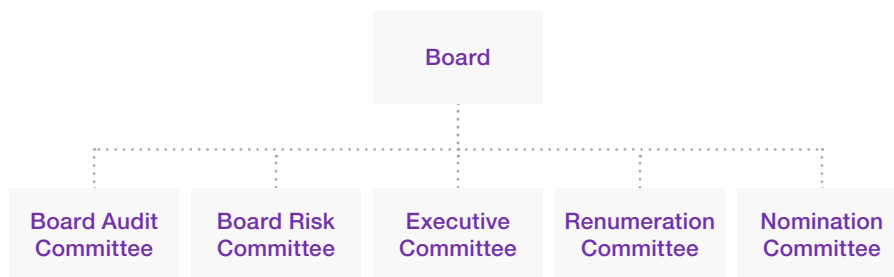 Board
Board Audit
Committee
Board Risk
Committee
Executive
Committee
Renumeration
Committee
Nomination
Committee